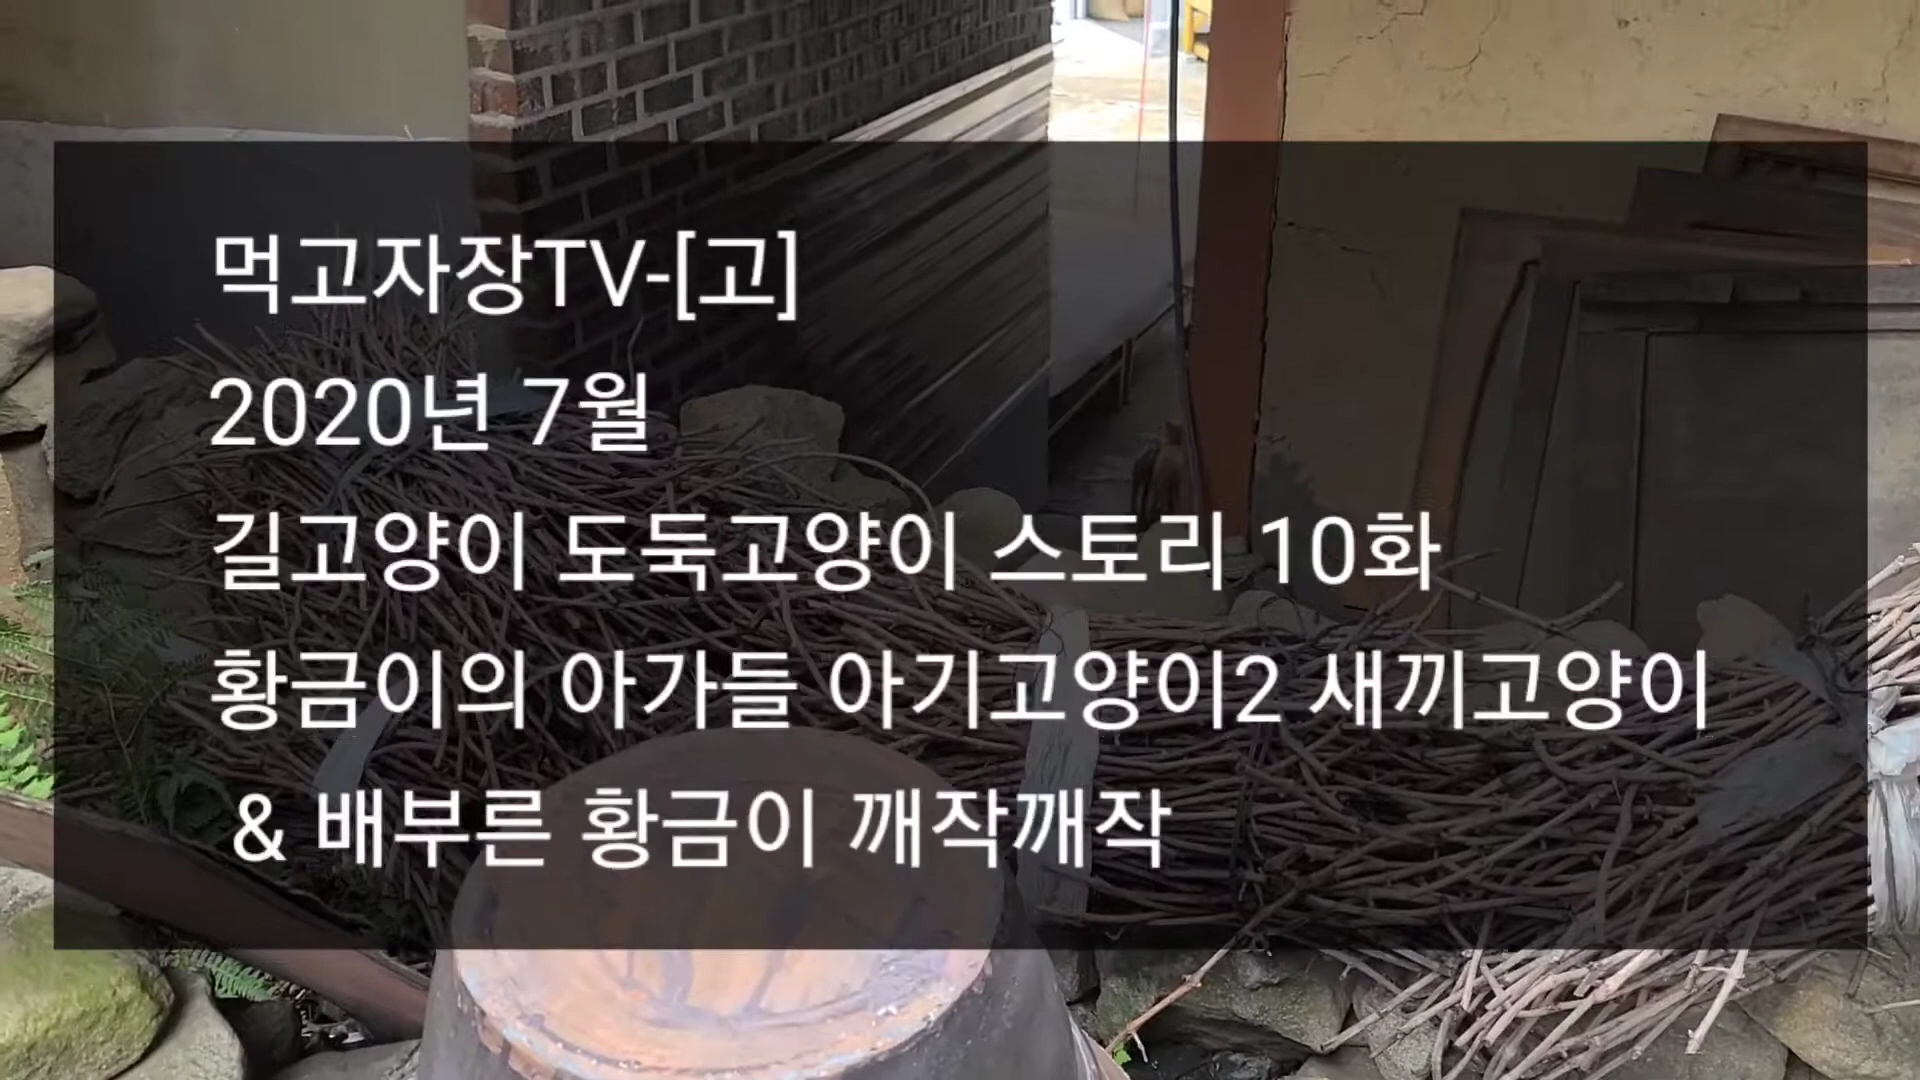 먹고자장TV-[고]
2020년 7월
길고양이 도둑고양이 스토리 10화
황금이의 아가들 아기고양이2 새끼고양이
& 배부른 황금이 깨작깨작